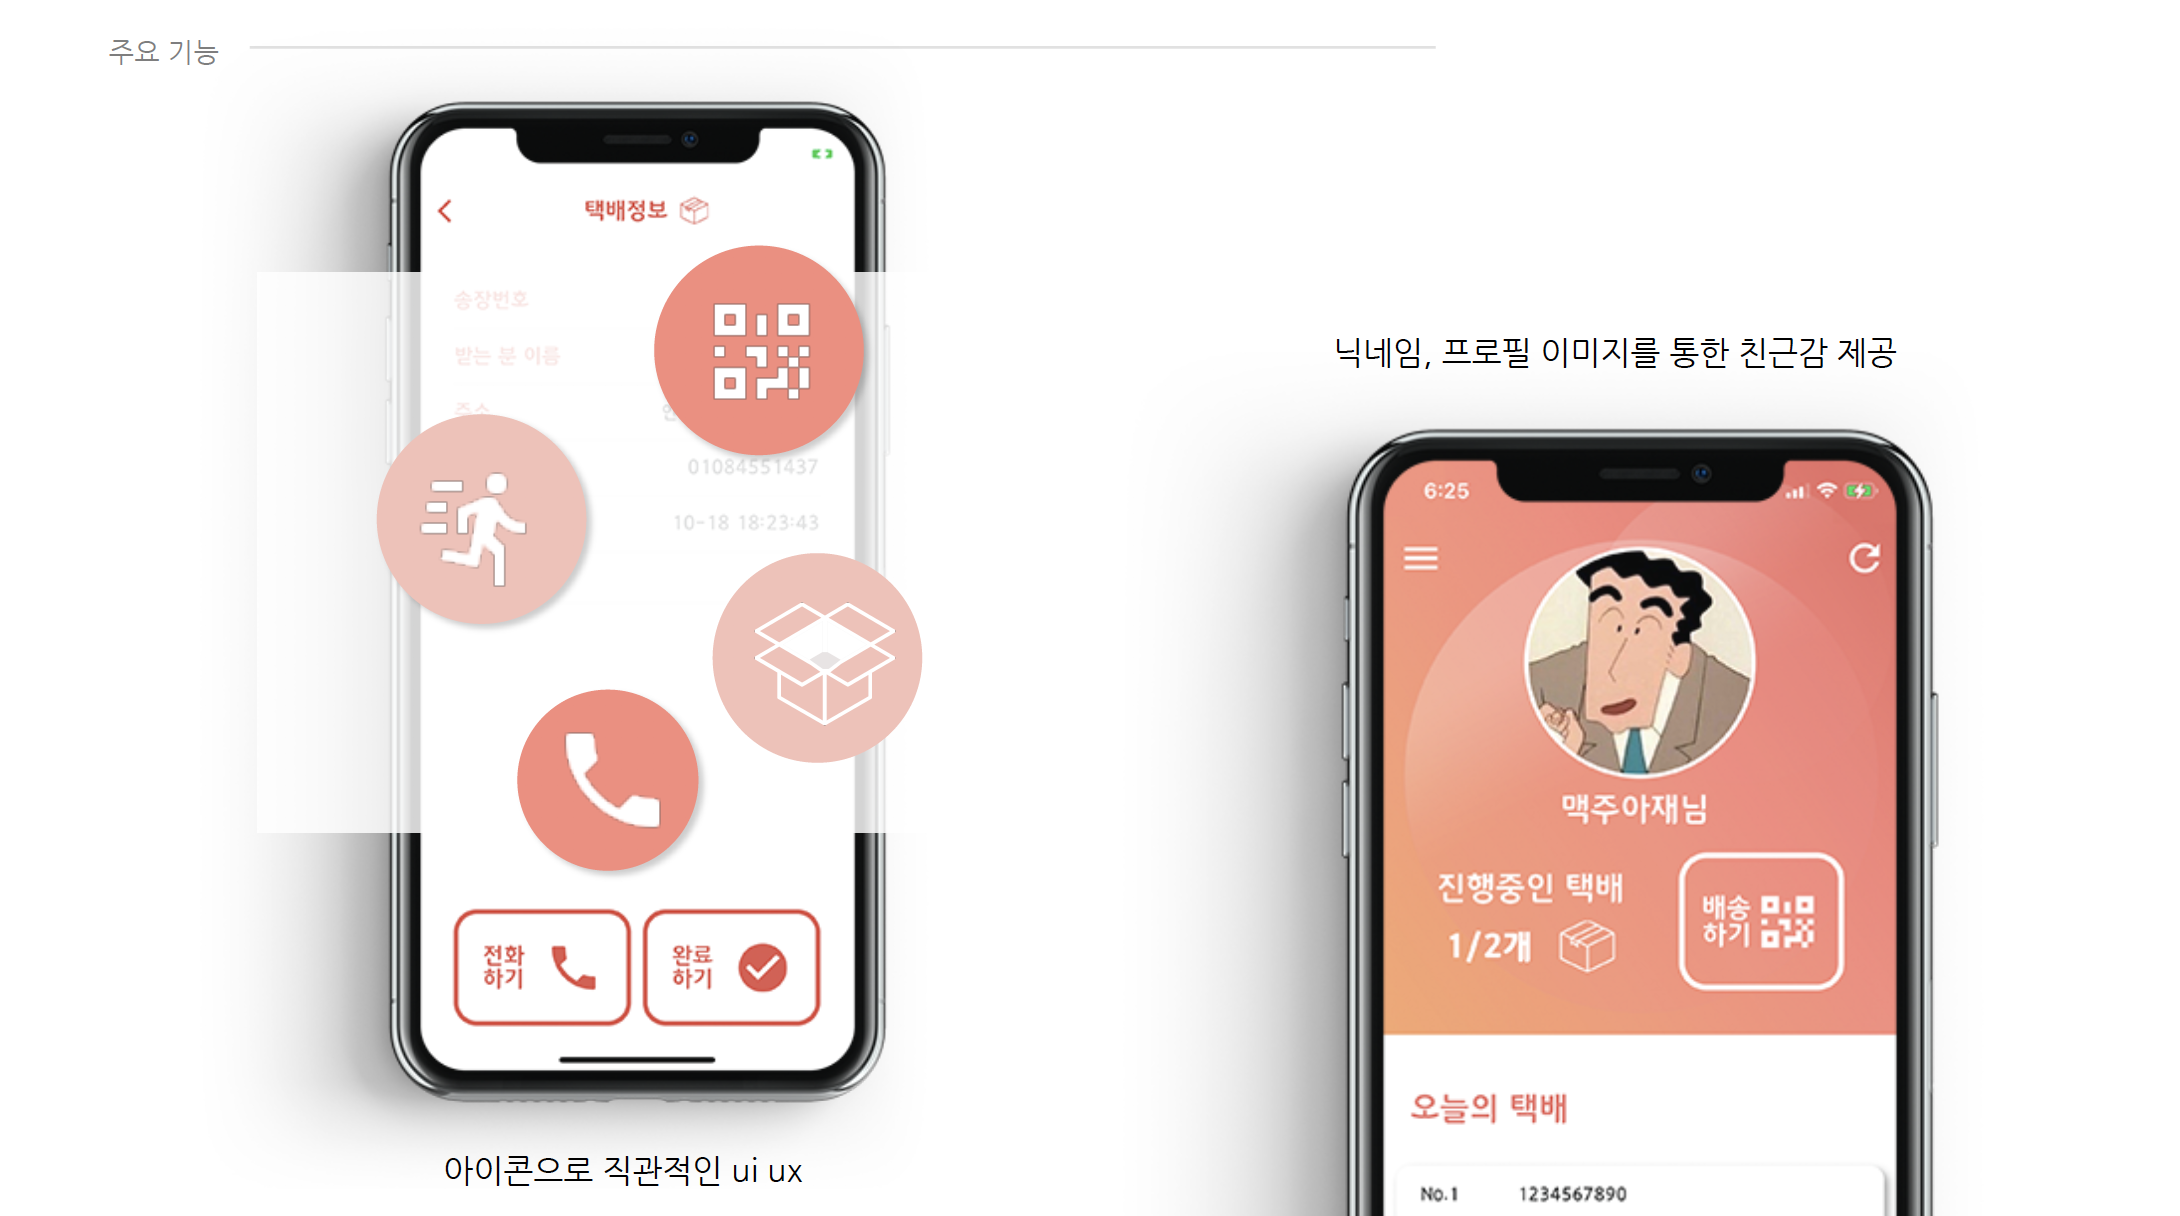 주요 기능
택배정보
송장번호
받는 분 이름
주소
01084551437
10-18 18:23:43
전화
하기
완료
하기
아이콘으로 직관적인 ui ux
닉네임, 프로필 이미지를 통한 친근감 제공
6:25
맥주아재님
진행중인 택배
1/2개
배송
하기
오늘의 택배
No.1 1234567890